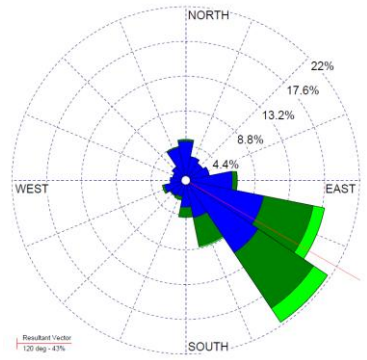 NORTH
22%
17.6%
13.2%
8.8%
4.4%
WEST
EAST
SOUTH
Resultant Vector
120 deg - 43%